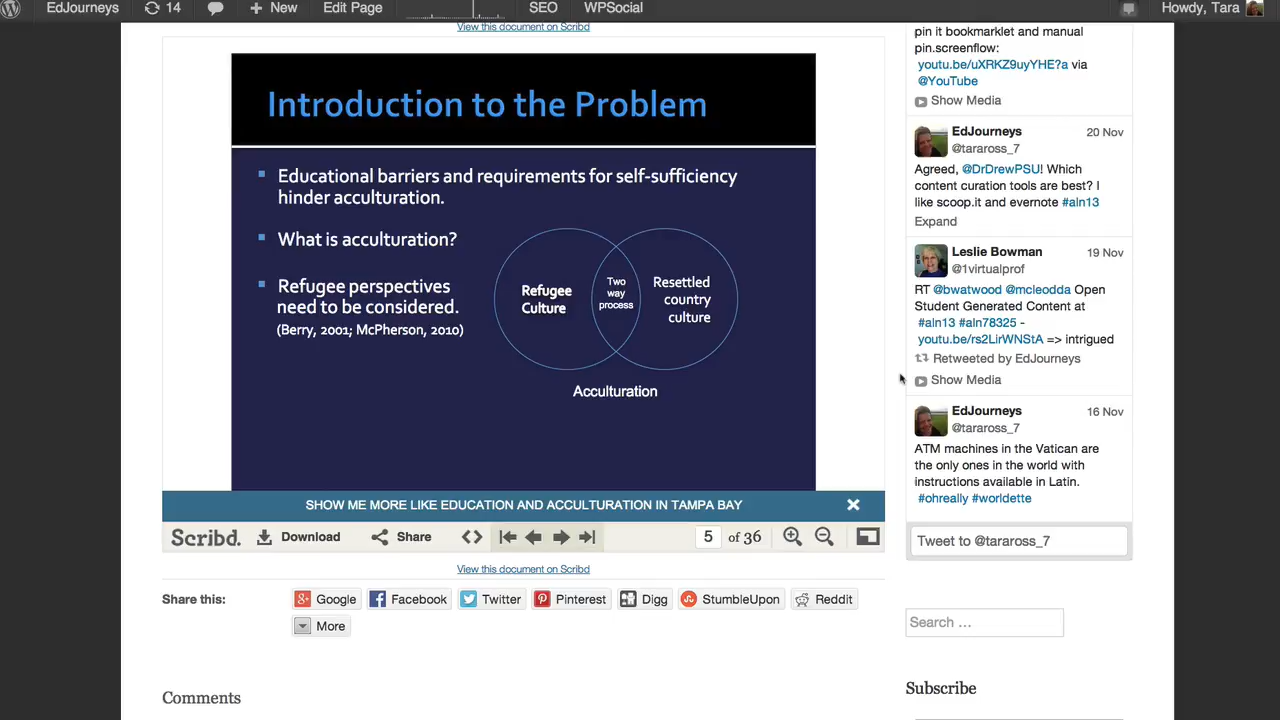 EdJourneys 14 New Edit Page SEO WPSocial Howdy, Tara
View this document on Scribd
Introduction to the Problem
Educational barriers and requirements for self-sufficiency
hinder acculturation.
What is acculturation?
Refugee perspectives
need to be considered.
(Berry, 2001; McPherson, 2010)
Refugee
Culture
Two
way
process
Resettled
country
culture
Acculturation
SHOW ME MORE LIKE EDUCATION AND ACCULTURATION IN TAMPA BAY
Scribd. Download Share 5 of 36
View this document on Scribd
Share this: Google Facebook Twitter Pinterest Digg StumbleUpon Reddit
More
Comments
pin it bookmarklet and manual
pin.screenflow:
youtu.be/uXRKZ9uyYHE?a via
@YouTube
Show Media
EdJourneys 20 Nov
@taraross_7
Agreed, @DrDrewPSU! Which
content curation tools are best? I
like scoop.it and evernote #aln13
Expand
Leslie Bowman 19 Nov
@1virtualprof
RT @bwatwood @mcleodda Open
Student Generated Content at
#aln13 #aln78325 -
youtu.be/rs2LirWNStA => intrigued
Retweeted by EdJourneys
Show Media
EdJourneys 16 Nov
@taraross_7
ATM machines in the Vatican are
the only ones in the world with
instructions available in Latin.
#ohreally #worldette
Tweet to @taraross_7
Search …
Subscribe